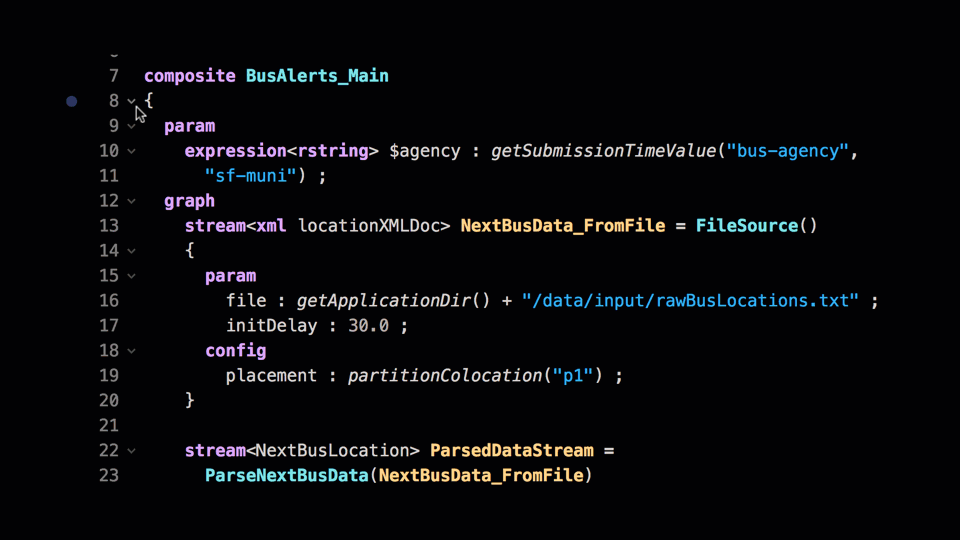 7 composite BusAlerts_Main
8 {
9 param
10 expression<rstring> $agency : getSubmissionTimeValue("bus-agency",
11 "sf-muni") ;
12 graph
13 stream<xml locationXMLDoc> NextBusData_FromFile = FileSource()
14 {
15 param
16 file : getApplicationDir() + "/data/input/rawBusLocations.txt" ;
17 initDelay : 30.0 ;
18 config
19 placement : partitionColocation("p1") ;
20 }
21
22 stream<NextBusLocation> ParsedDataStream =
23 ParseNextBusData(NextBusData_FromFile)